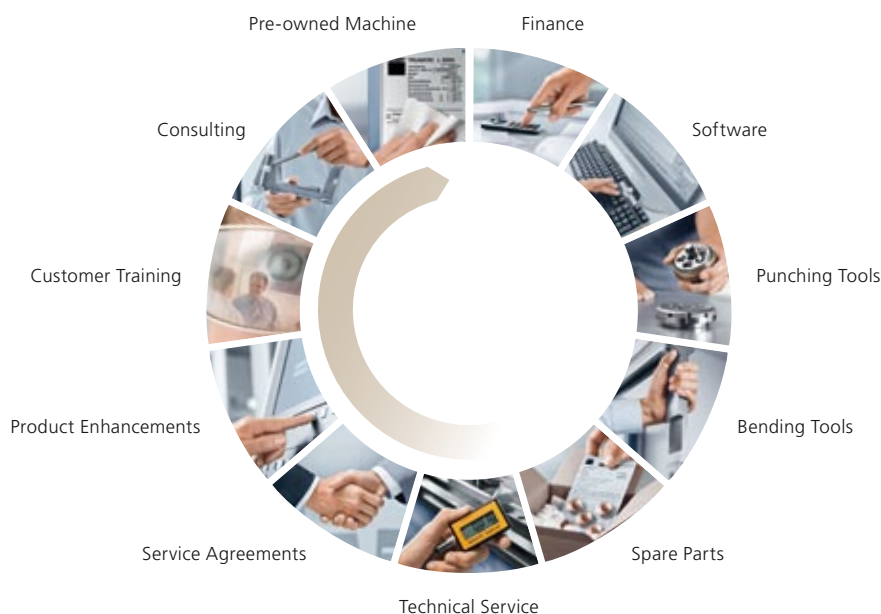 Pre-owned Machine
Finance
Consulting
Software
Customer Training
Punching Tools
Product Enhancements
Bending Tools
Service Agreements
Spare Parts
Technical Service